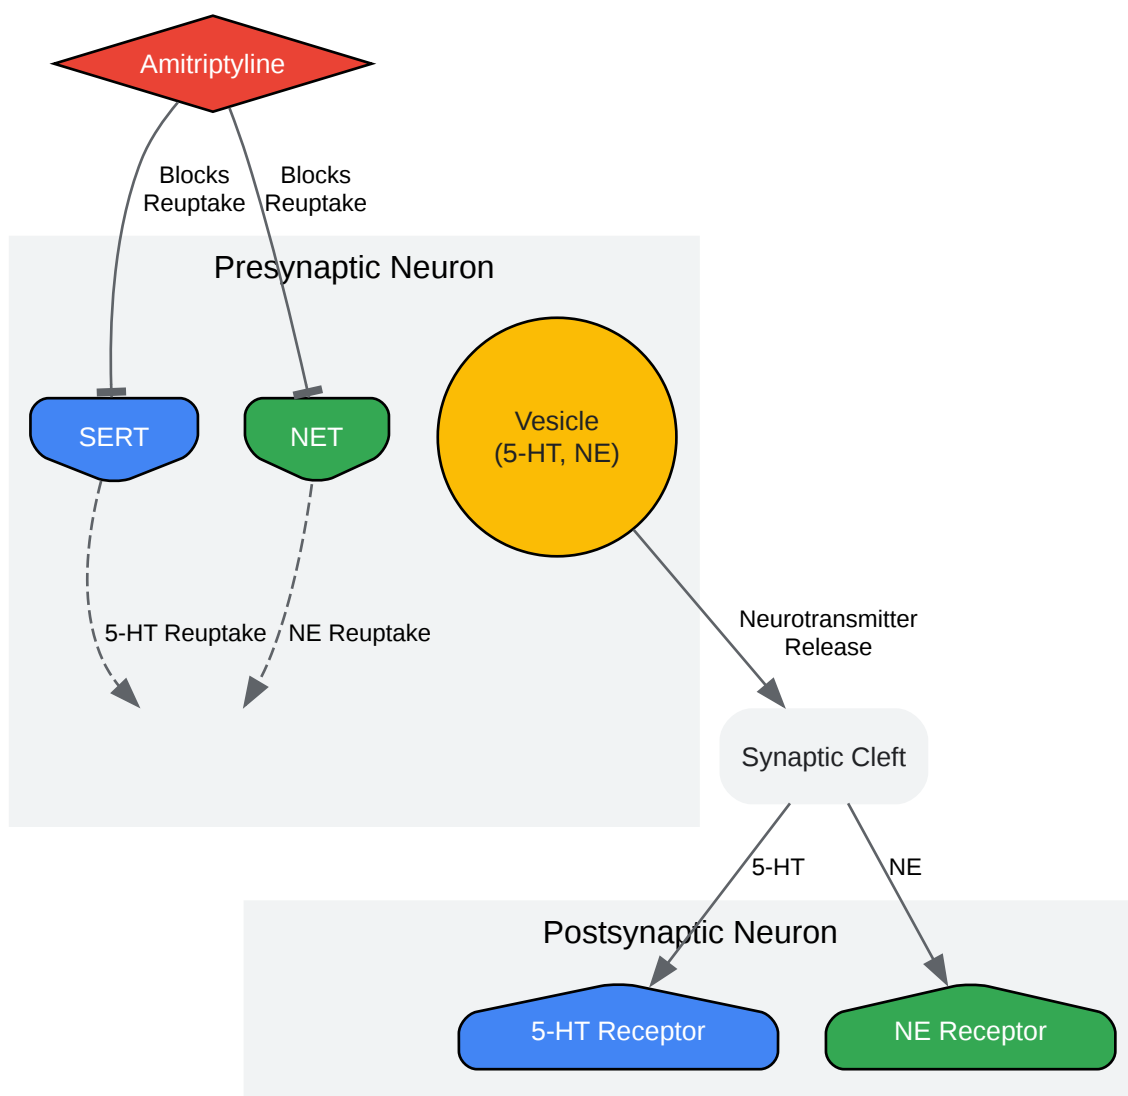 Amitriptyline
Blocks
Reuptake
Blocks
Reuptake
Presynaptic Neuron
Vesicle
(5-HT, NE)
SERT
NET
5-HT Reuptake
NE Reuptake
Neurotransmitter
Release
Synaptic Cleft
5-HT
NE
Postsynaptic Neuron
5-HT Receptor
NE Receptor